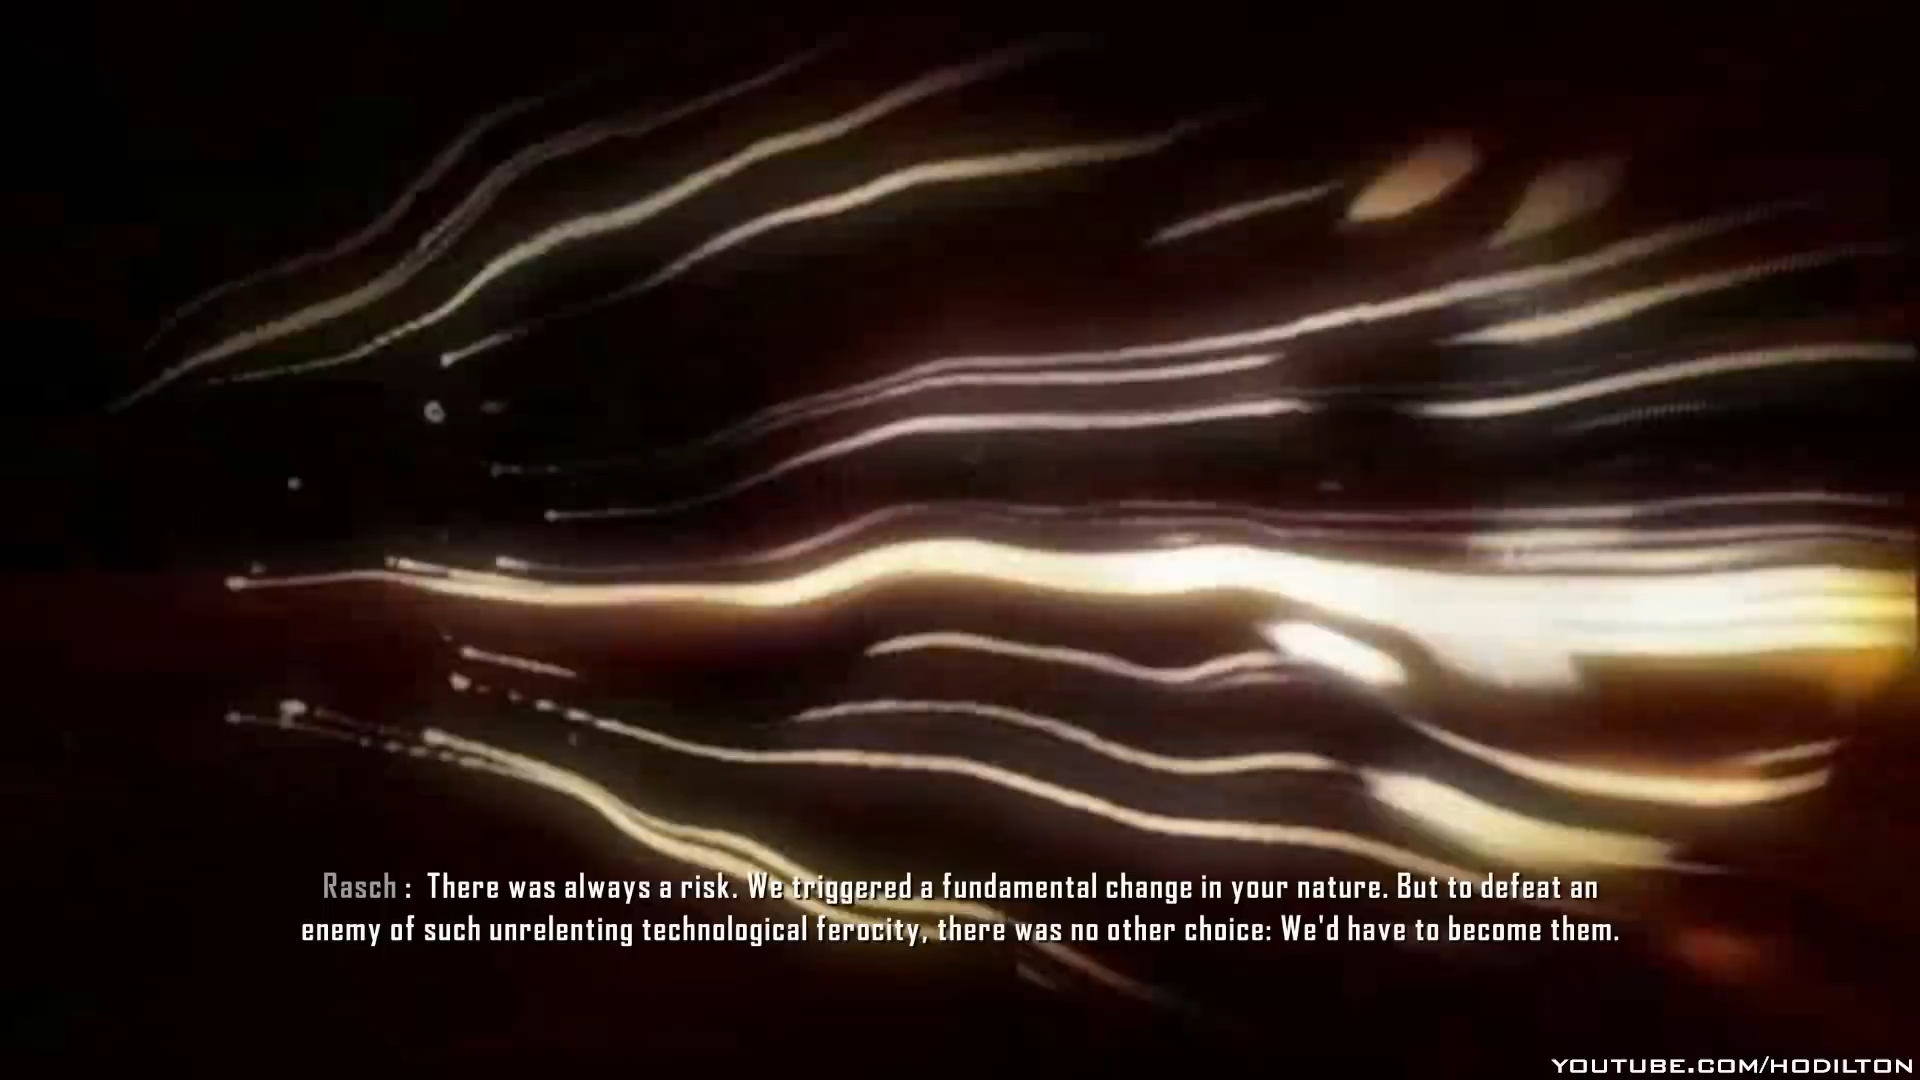 Rasch : There was always a risk. We triggered a fundamental change in your nature. But to defeat an
enemy of such unrelenting technological ferocity, there was no other choice: We'd have to become them.
YOUTUBE.COM/HODILTON